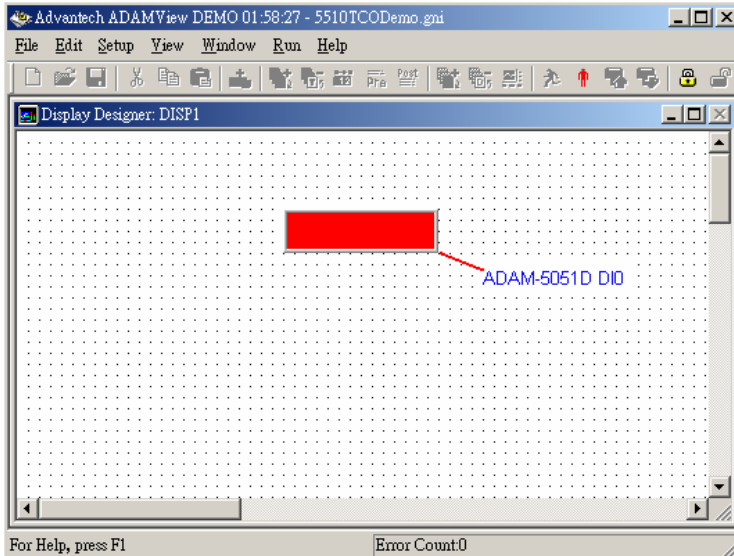 Advantech ADAMView DEMO 01:58:27 - 5510TCODemo.gni
File Edit Setup View Window Run Help
Pre Post
Display Designer: DISP1
ADAM-5051D DI0
For Help, press F1 Error Count:0